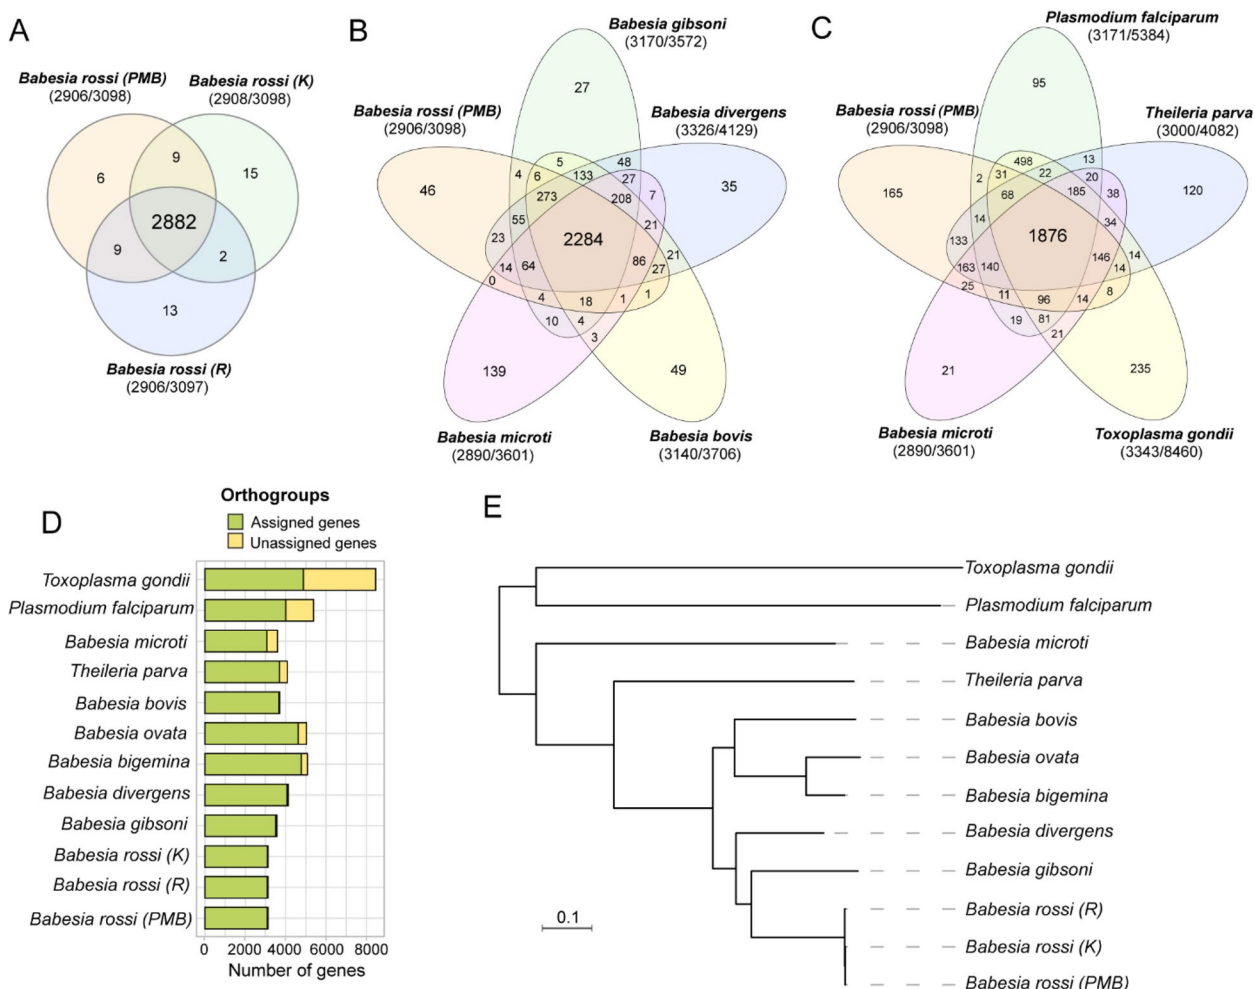 A
Babesia rossi (PMB)
(2906/3098)
Babesia rossi (K)
(2908/3098)
6
9
15
2882
9
2
13
Babesia rossi (R)
(2906/3097)
B
Babesia gibsoni
(3170/3572)
Babesia rossi (PMB)
(2906/3098)
Babesia divergens
(3326/4129)
27
46
35
5
48
4
6
133
27
7
273
208
55
21
23
2284
21
14
64
86
27
0
4
18
1
1
10
4
3
139
49
Babesia microti
(2890/3601)
Babesia bovis
(3140/3706)
C
Plasmodium falciparum
(3171/5384)
Babesia rossi (PMB)
(2906/3098)
Theileria parva
(3000/4082)
95
165
120
498
13
2
31
22
20
38
68
185
14
34
133
1876
14
163
140
146
14
25
11
96
14
8
19
81
21
21
235
Babesia microti
(2890/3601)
Toxoplasma gondii
(3343/8460)
D
Orthogroups
Assigned genes
Unassigned genes
Toxoplasma gondii
Plasmodium falciparum
Babesia microti
Theileria parva
Babesia bovis
Babesia ovata
Babesia bigemina
Babesia divergens
Babesia gibsoni
Babesia rossi (K)
Babesia rossi (R)
Babesia rossi (PMB)
0 2000 4000 6000 8000
Number of genes
E
Toxoplasma gondii
Plasmodium falciparum
Babesia microti
Theileria parva
Babesia bovis
Babesia ovata
Babesia bigemina
Babesia divergens
Babesia gibsoni
Babesia rossi (R)
Babesia rossi (K)
Babesia rossi (PMB)
0.1